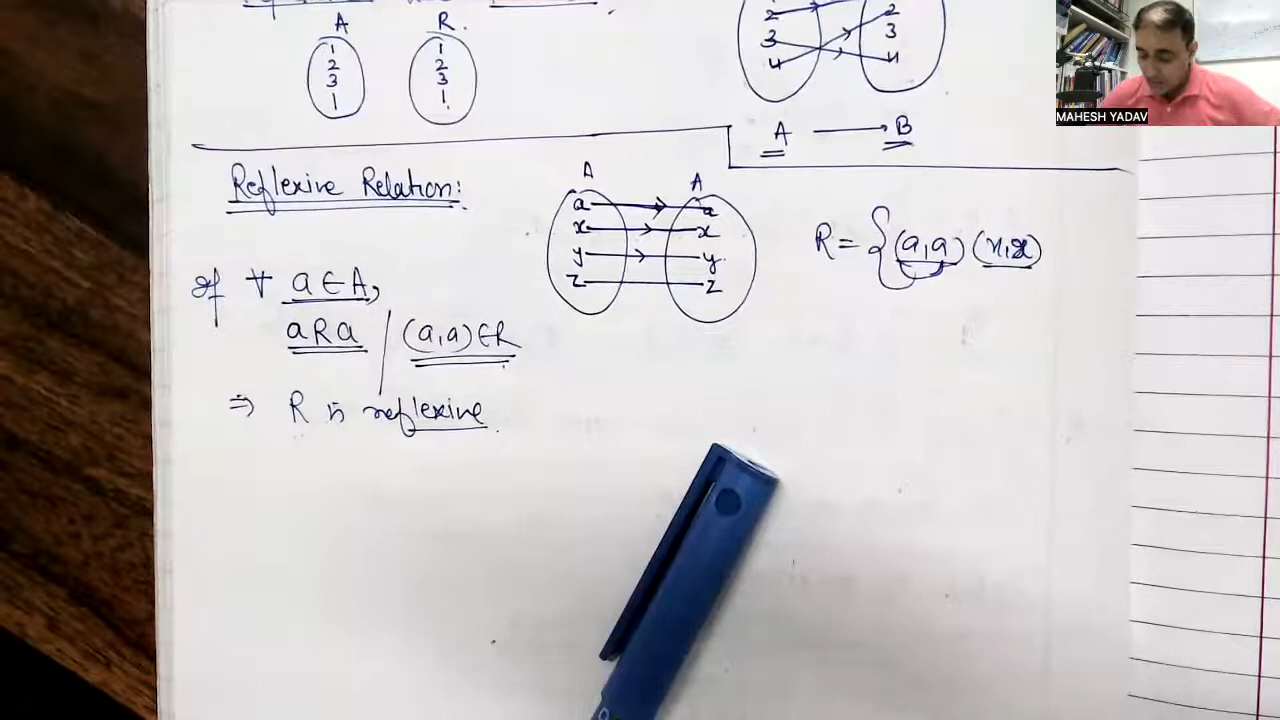 A R.
1 1
2 2
3 3
1 1
2 2
3 3
4 4
A → B
MAHESH YADAV
Reflexive Relation:
A A
a a
x x
y y
z z
R = { (a,a) (x,x)
If ∀ a ∈ A,
aRa / (a,a) ∈ R
⇒ R is reflexive.